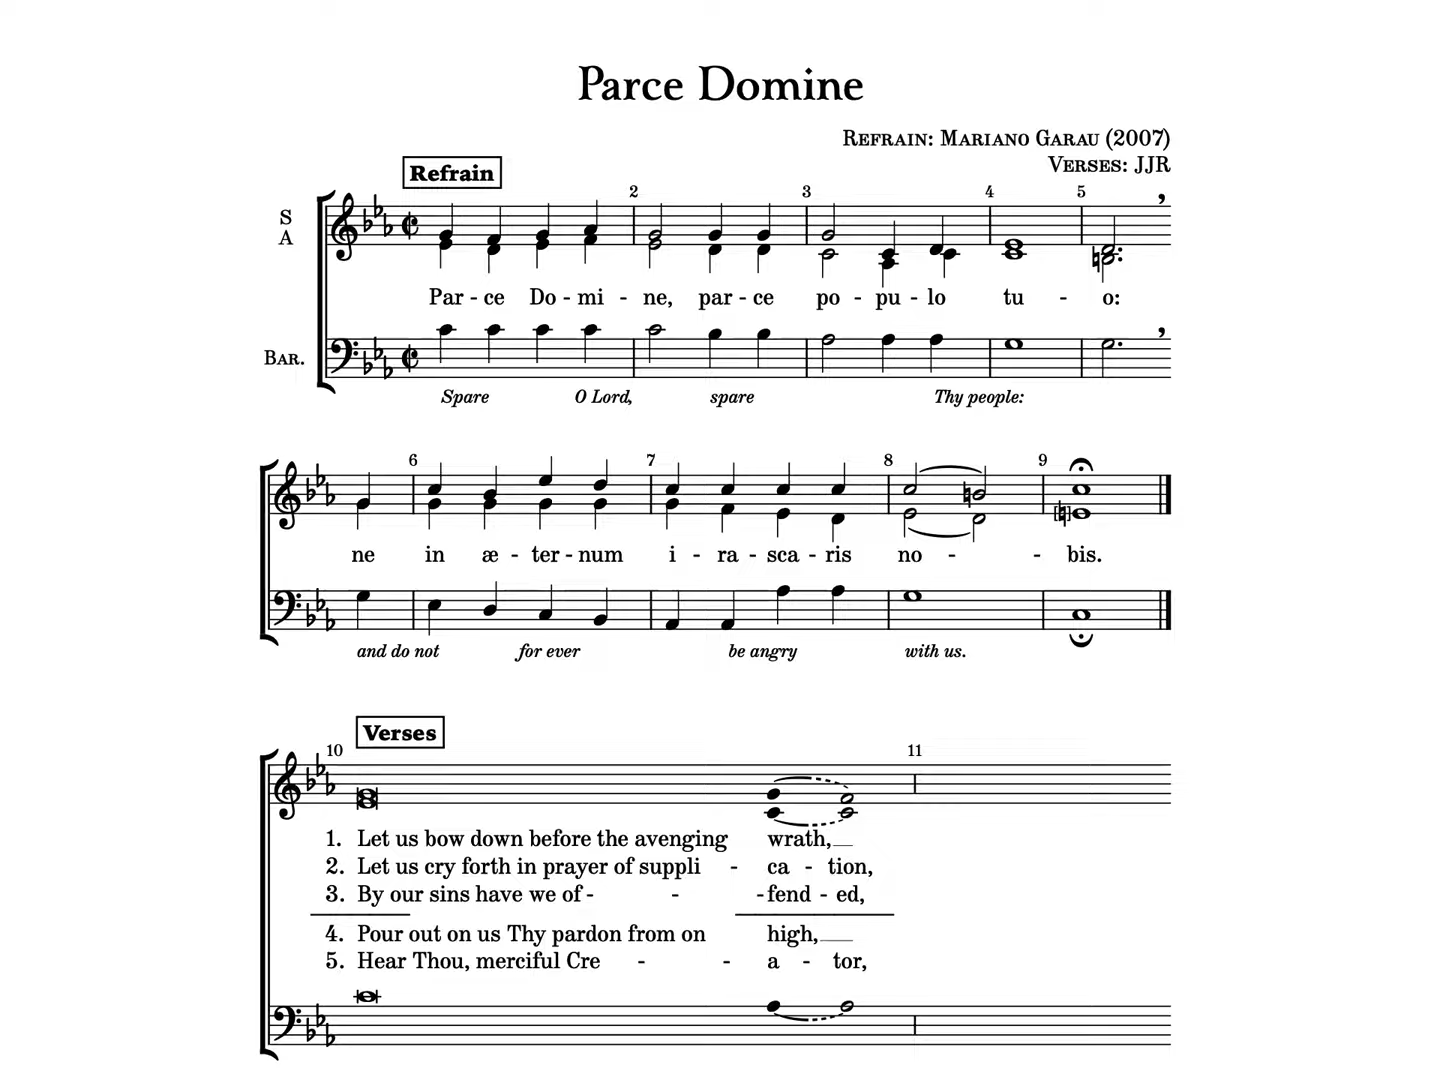 Parce Domine
Refrain: Mariano Garau (2007)
Verses: JJR
Refrain
2 3 4 5
S
A
Par - ce Do - mi - ne, par - ce po - pu - lo tu - o:
Bar.
Spare O Lord, spare Thy people:
6 7 8 9
ne in æ - ter - num i - ra - sca - ris no - - bis.
and do not for ever be angry with us.
Verses
10 11
1. Let us bow down before the avenging wrath,
2. Let us cry forth in prayer of suppli - ca - tion,
3. By our sins have we of - - - fend - ed,
4. Pour out on us Thy pardon from on high,
5. Hear Thou, merciful Cre - - a - tor,